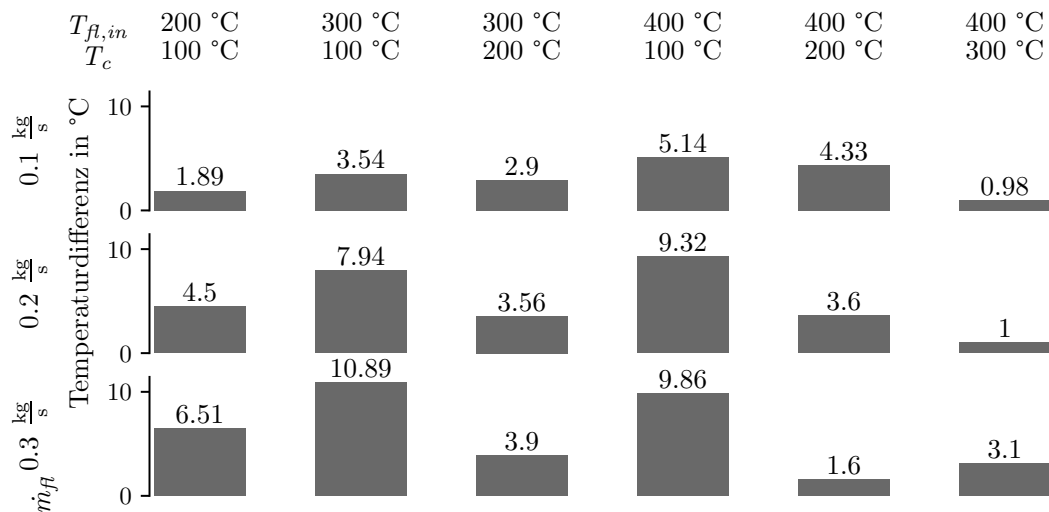 T_fl,in 200 °C 300 °C 300 °C 400 °C 400 °C 400 °C
T_c 100 °C 100 °C 200 °C 100 °C 200 °C 300 °C
Temperaturdifferenz in °C
0.1 kg/s
10
0
1.89 3.54 2.9 5.14 4.33 0.98
0.2 kg/s
10
0
4.5 7.94 3.56 9.32 3.6 1
0.3 kg/s
10
0
6.51 10.89 3.9 9.86 1.6 3.1
ṁ_fl